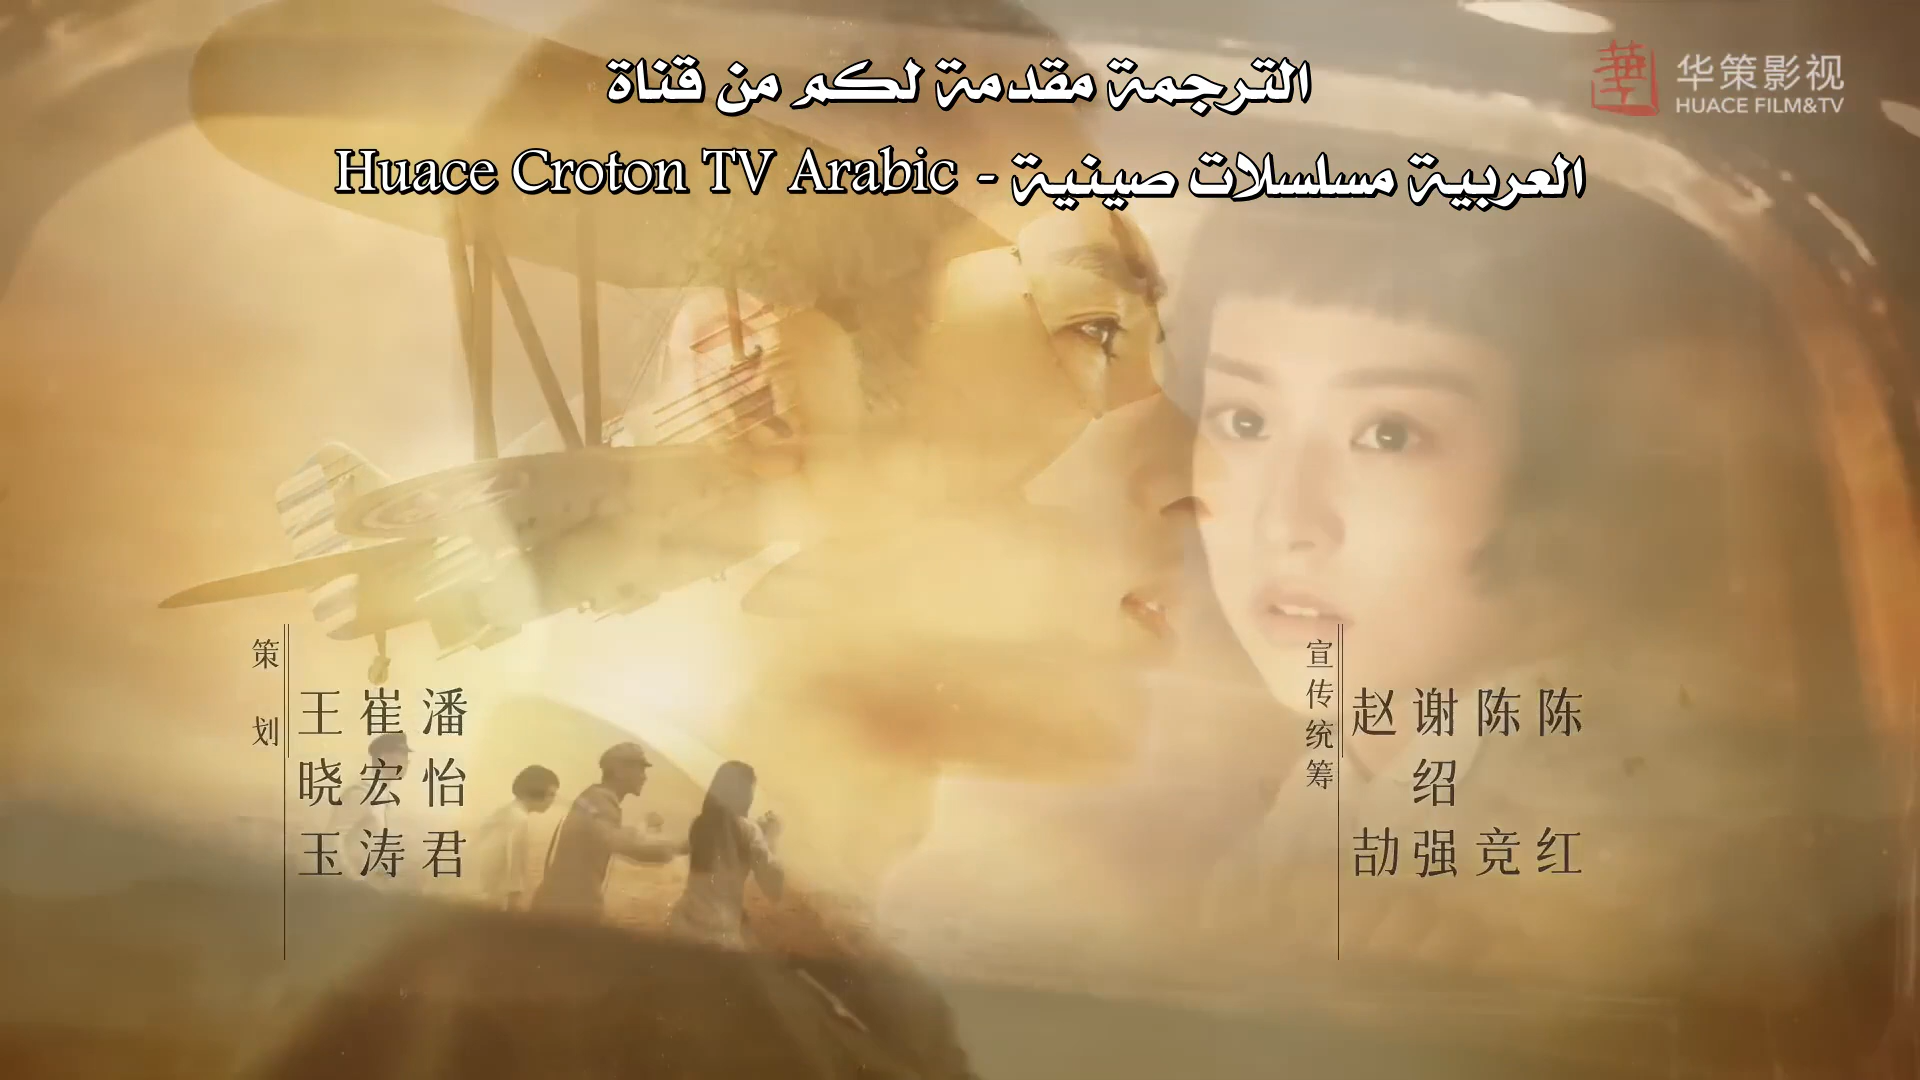 الترجمة مقدمة لكم من قناة
Huace Croton TV Arabic - العربية مسلسلات صينية
华策影视
HUACE FILM&TV
策划
王晓玉
崔宏涛
潘怡君
宣传统筹
赵劼
谢绍强
陈竞
陈红